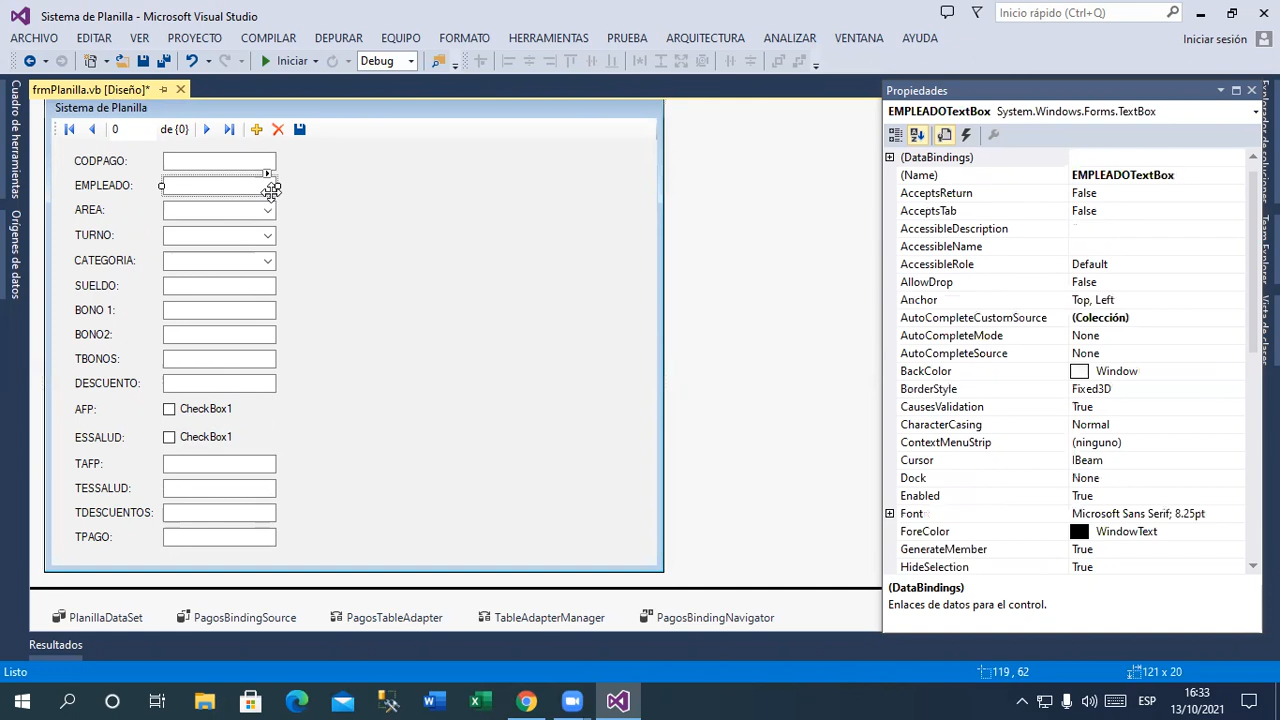 Sistema de Planilla - Microsoft Visual Studio
Inicio rápido (Ctrl+Q)
ARCHIVO EDITAR VER PROYECTO COMPILAR DEPURAR EQUIPO FORMATO HERRAMIENTAS PRUEBA ARQUITECTURA ANALIZAR VENTANA AYUDA
Iniciar sesión
Iniciar Debug
Cuadro de herramientas
Orígenes de datos
frmPlanilla.vb [Diseño]*
Sistema de Planilla
0 de {0}
CODPAGO:
EMPLEADO:
AREA:
TURNO:
CATEGORIA:
SUELDO:
BONO 1:
BONO2:
TBONOS:
DESCUENTO:
AFP: CheckBox1
ESSALUD: CheckBox1
TAFP:
TESSALUD:
TDESCUENTOS:
TPAGO:
PlanillaDataSet PagosBindingSource PagosTableAdapter TableAdapterManager PagosBindingNavigator
Propiedades
EMPLEADOTextBox System.Windows.Forms.TextBox
(DataBindings)
(Name) EMPLEADOTextBox
AcceptsReturn False
AcceptsTab False
AccessibleDescription
AccessibleName
AccessibleRole Default
AllowDrop False
Anchor Top, Left
AutoCompleteCustomSource (Colección)
AutoCompleteMode None
AutoCompleteSource None
BackColor Window
BorderStyle Fixed3D
CausesValidation True
CharacterCasing Normal
ContextMenuStrip (ninguno)
Cursor IBeam
Dock None
Enabled True
Font Microsoft Sans Serif; 8.25pt
ForeColor WindowText
GenerateMember True
HideSelection True
(DataBindings)
Enlaces de datos para el control.
Team Explorer
Vista de clases
Resultados
Listo 119 , 62 121 x 20
ESP
16:33
13/10/2021